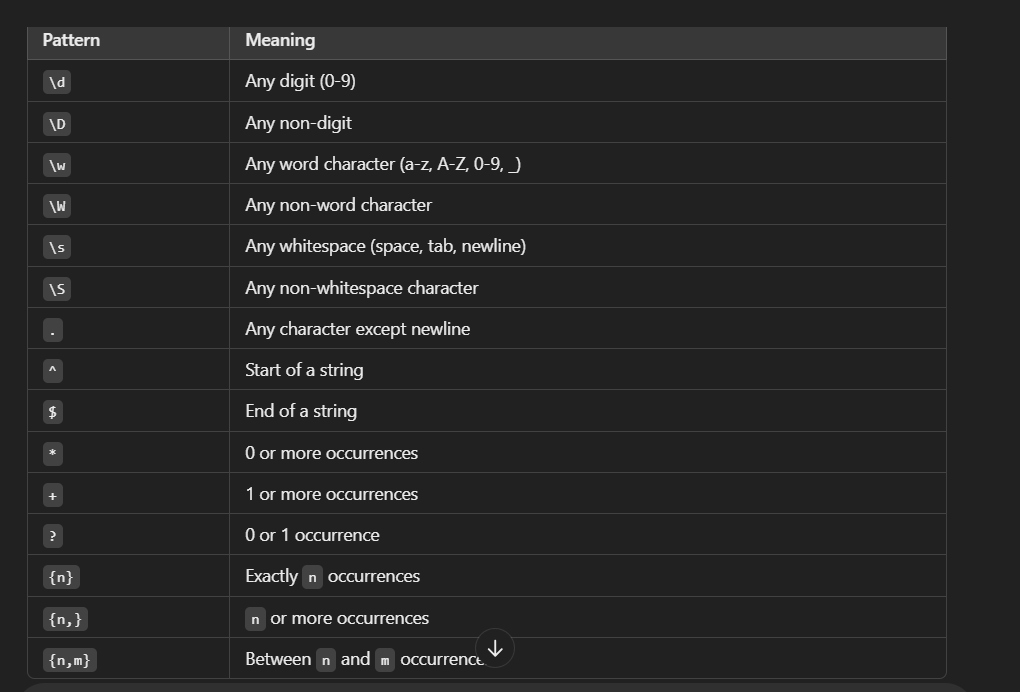 Pattern Meaning
\d Any digit (0-9)
\D Any non-digit
\w Any word character (a-z, A-Z, 0-9, _)
\W Any non-word character
\s Any whitespace (space, tab, newline)
\S Any non-whitespace character
. Any character except newline
^ Start of a string
$ End of a string
* 0 or more occurrences
+ 1 or more occurrences
? 0 or 1 occurrence
{n} Exactly n occurrences
{n,} n or more occurrences
{n,m} Between n and m occurrence